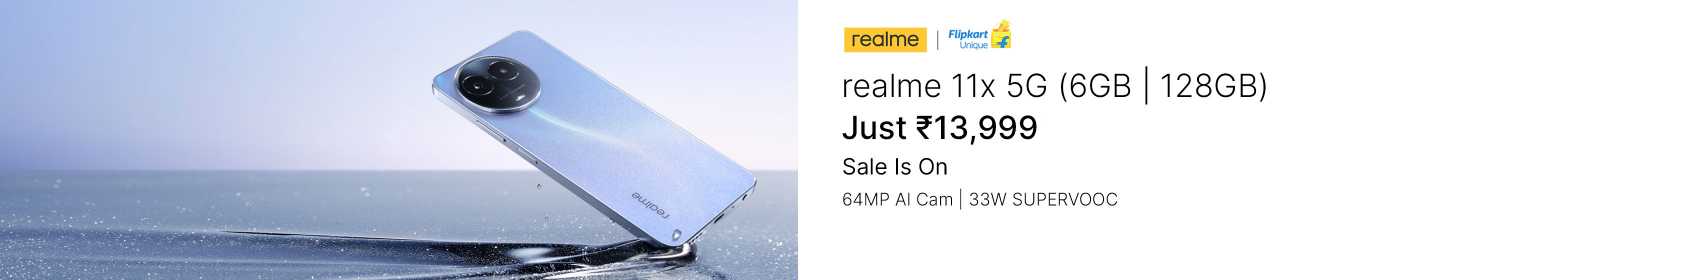 realme
realme
Flipkart
Unique
realme 11x 5G (6GB | 128GB)
Just ₹13,999
Sale Is On
64MP AI Cam | 33W SUPERVOOC